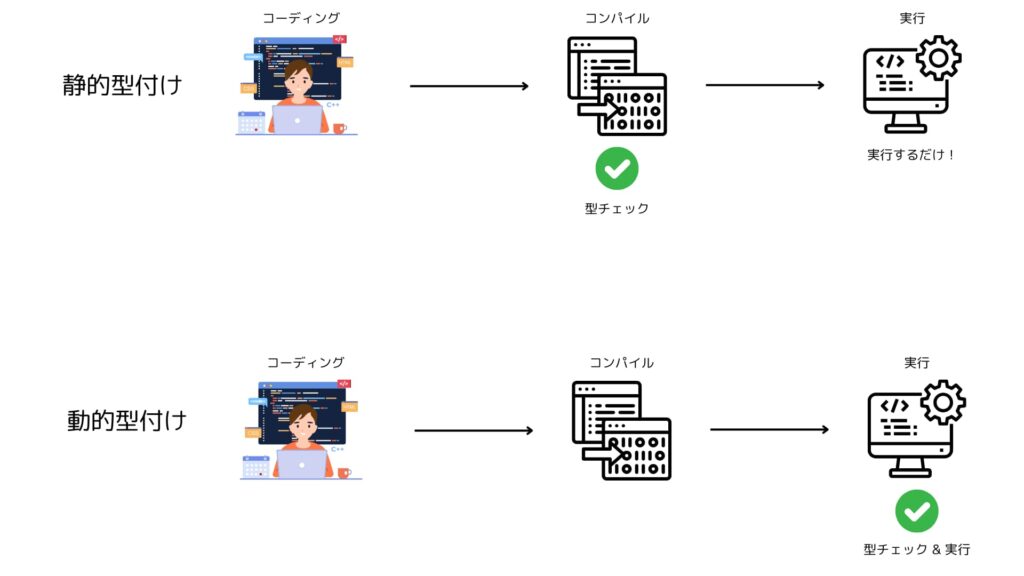 コーディング
コンパイル
実行
静的型付け
</>
C++
実行するだけ！
型チェック
コーディング
コンパイル
実行
動的型付け
</>
C++
型チェック & 実行